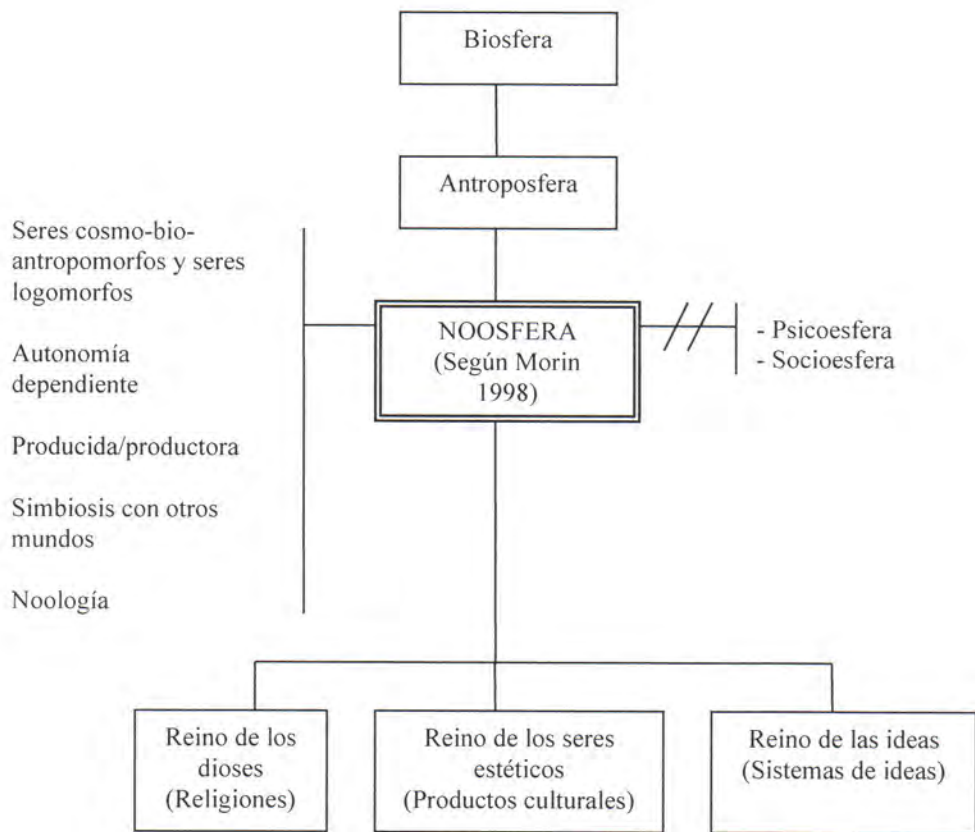 Biosfera
Antroposfera
Seres cosmo-bio-
antropomorfos y seres
logomorfos
Autonomía
dependiente
Producida/productora
Simbiosis con otros
mundos
Noología
NOOSFERA
(Según Morin
1998)
- Psicoesfera
- Socioesfera
Reino de los
dioses
(Religiones)
Reino de los seres
estéticos
(Productos culturales)
Reino de las ideas
(Sistemas de ideas)